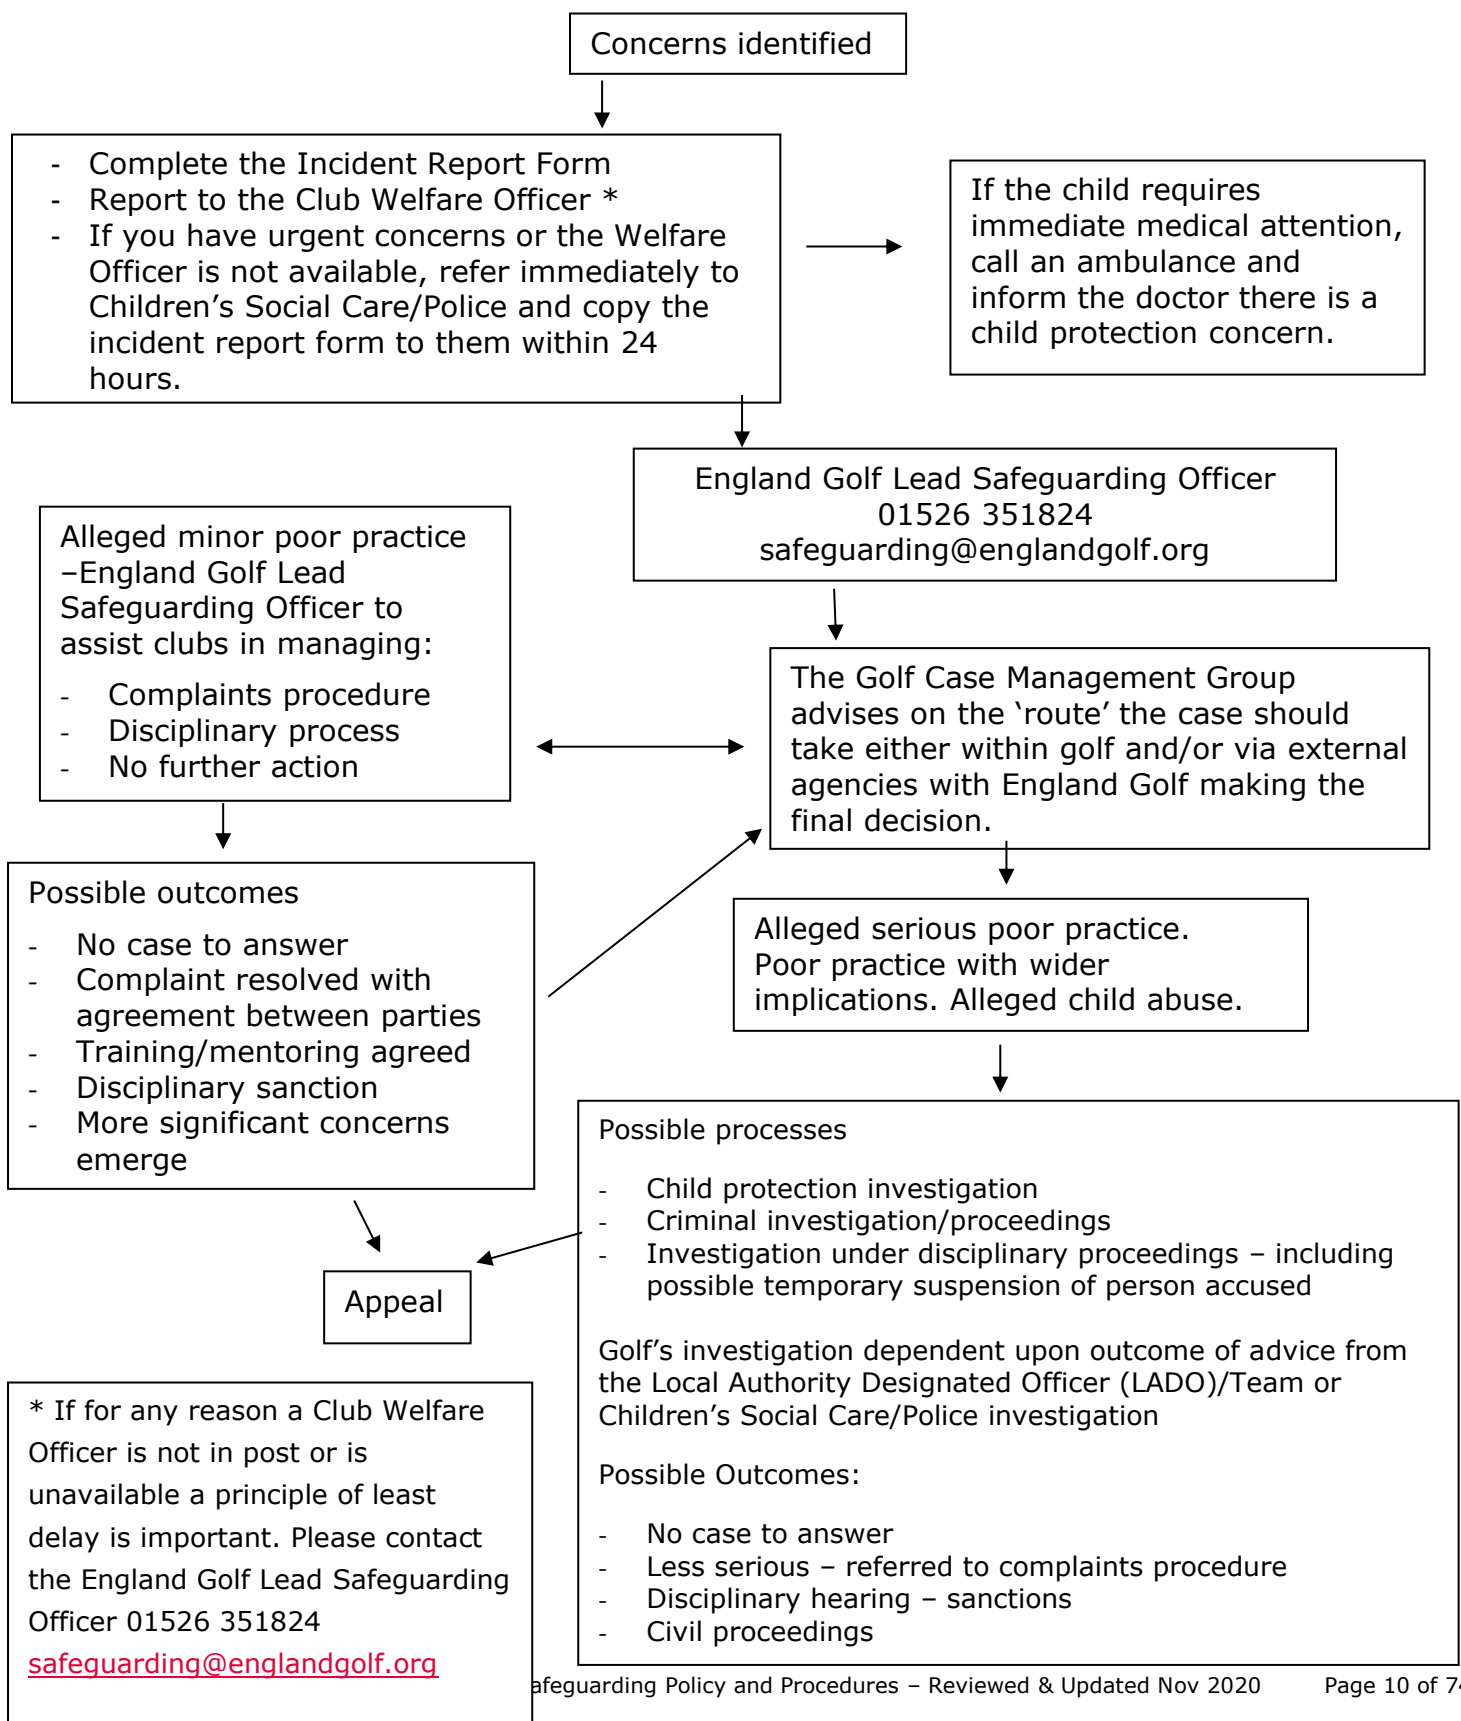 Concerns identified
- Complete the Incident Report Form
- Report to the Club Welfare Officer *
- If you have urgent concerns or the Welfare
Officer is not available, refer immediately to
Children’s Social Care/Police and copy the
incident report form to them within 24
hours.
If the child requires
immediate medical attention,
call an ambulance and
inform the doctor there is a
child protection concern.
England Golf Lead Safeguarding Officer
01526 351824
safeguarding@englandgolf.org
Alleged minor poor practice
–England Golf Lead
Safeguarding Officer to
assist clubs in managing:
- Complaints procedure
- Disciplinary process
- No further action
The Golf Case Management Group
advises on the ‘route’ the case should
take either within golf and/or via external
agencies with England Golf making the
final decision.
Possible outcomes
- No case to answer
- Complaint resolved with
agreement between parties
- Training/mentoring agreed
- Disciplinary sanction
- More significant concerns
emerge
Alleged serious poor practice.
Poor practice with wider
implications. Alleged child abuse.
Possible processes
- Child protection investigation
- Criminal investigation/proceedings
- Investigation under disciplinary proceedings – including
possible temporary suspension of person accused
Golf’s investigation dependent upon outcome of advice from
the Local Authority Designated Officer (LADO)/Team or
Children’s Social Care/Police investigation
Possible Outcomes:
- No case to answer
- Less serious – referred to complaints procedure
- Disciplinary hearing – sanctions
- Civil proceedings
Appeal
* If for any reason a Club Welfare
Officer is not in post or is
unavailable a principle of least
delay is important. Please contact
the England Golf Lead Safeguarding
Officer 01526 351824
safeguarding@englandgolf.org
afeguarding Policy and Procedures – Reviewed & Updated Nov 2020 Page 10 of 74